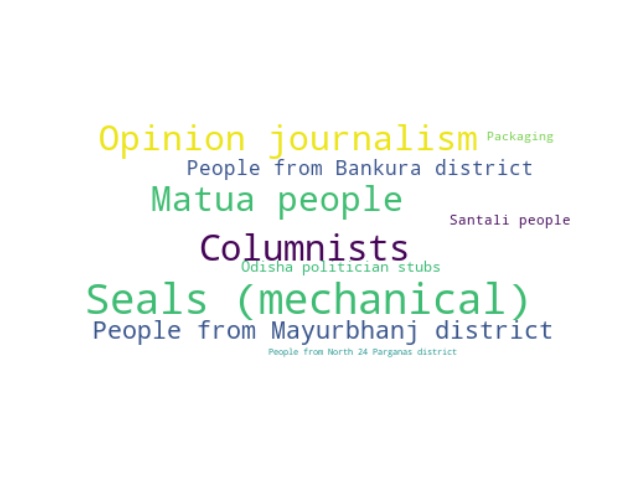 Opinion journalism
Packaging
People from Bankura district
Matua people
Santali people
Columnists
Odisha politician stubs
Seals (mechanical)
People from Mayurbhanj district
People from North 24 Parganas district